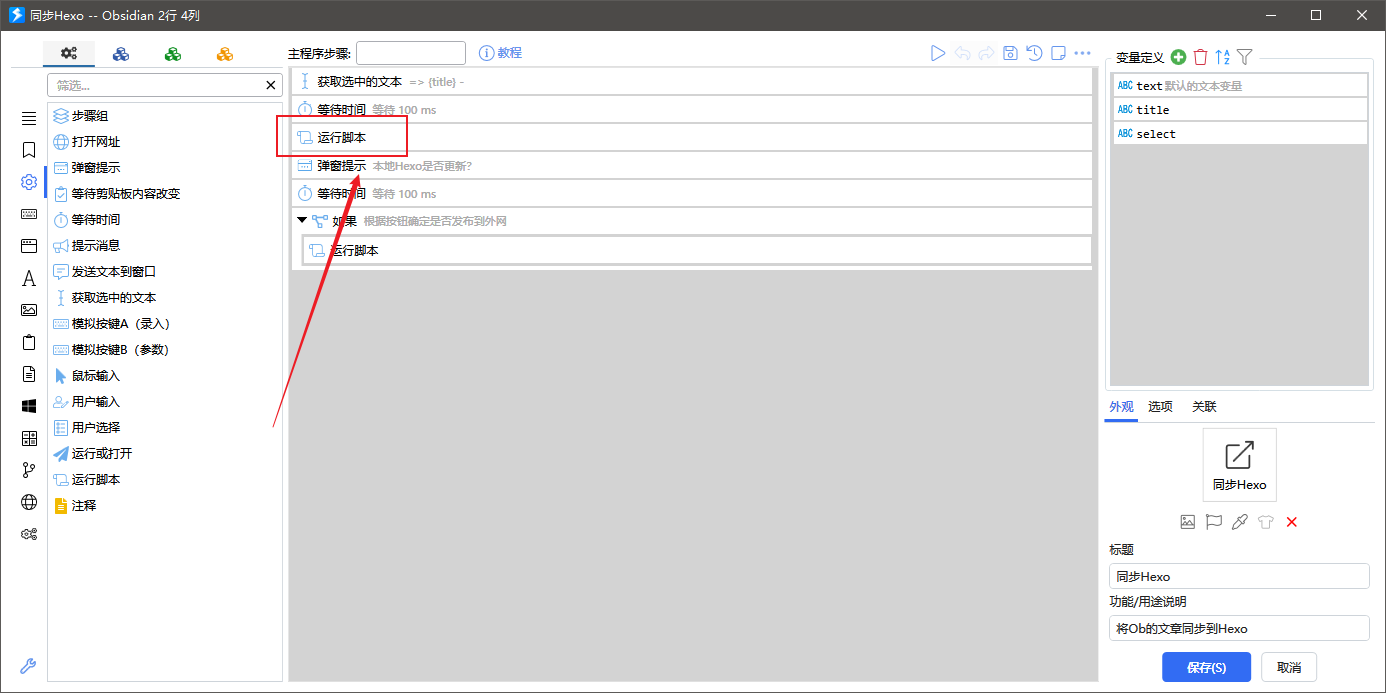 同步Hexo -- Obsidian 2行 4列
主程序步骤:
教程
筛选...
步骤组
打开网址
弹窗提示
等待剪贴板内容改变
等待时间
提示消息
发送文本到窗口
获取选中的文本
模拟按键A（录入）
模拟按键B（参数）
鼠标输入
用户输入
用户选择
运行或打开
运行脚本
注释
获取选中的文本 => {title} -
等待时间 等待 100 ms
运行脚本
弹窗提示 本地Hexo是否更新?
等待时间 等待 100 ms
如果 根据按钮确定是否发布到外网
运行脚本
变量定义
ABC text 默认的文本变量
ABC title
ABC select
外观 选项 关联
同步Hexo
标题
同步Hexo
功能/用途说明
将Ob的文章同步到Hexo
保存(S) 取消